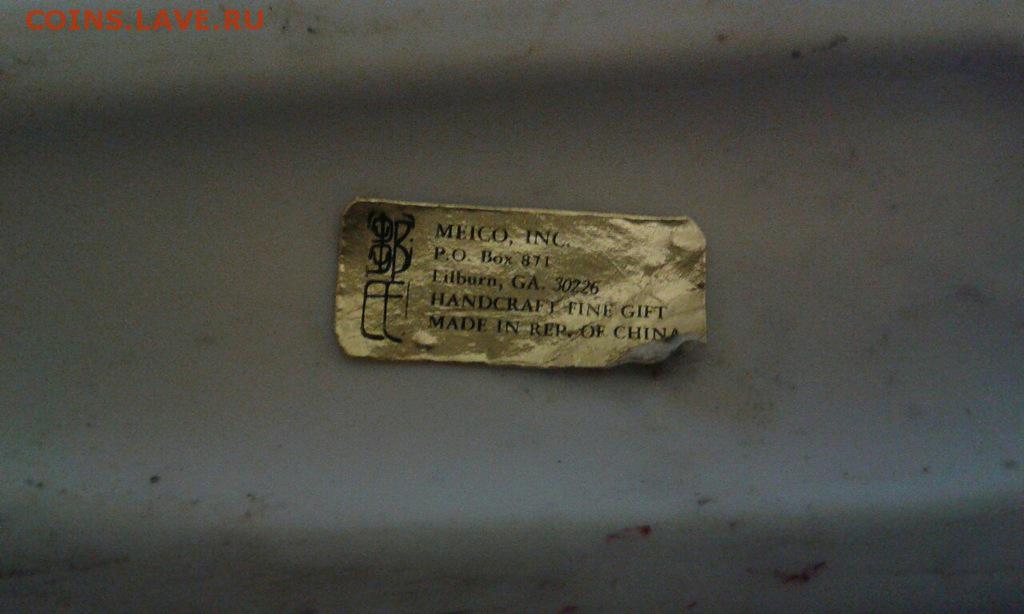 COINS.LAVE.RU
MEICO, INC.
P.O. Box 871
Lilburn, GA. 30226
HANDCRAFT FINE GIFT
MADE IN REP. OF CHINA